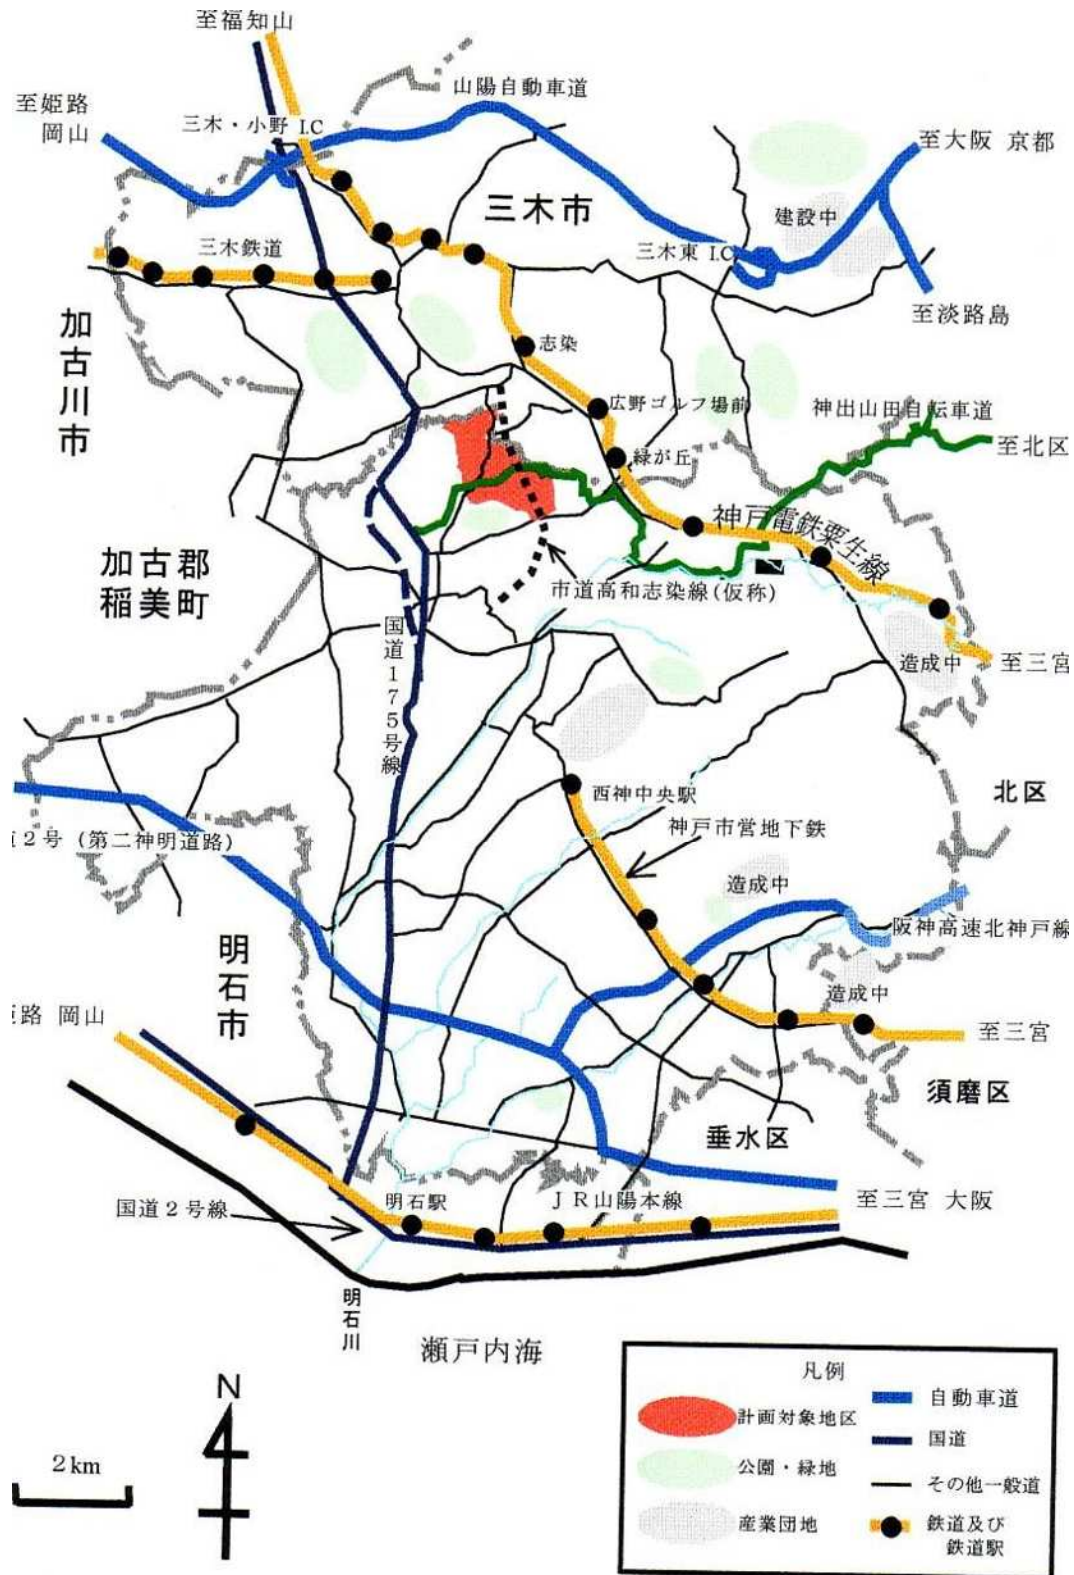 至福知山
山陽自動車道
至姫路
岡山
三木・小野 I.C
至大阪 京都
三木市
建設中
三木鉄道
三木東 I.C
至淡路島
加古川市
志染
広野ゴルフ場前
神出山田自転車道
至北区
緑が丘
神戸電鉄粟生線
加古郡
稲美町
市道高和志染線(仮称)
国道175号線
造成中
至三宮
北区
西神中央駅
神戸市営地下鉄
2号 (第二神明道路)
造成中
阪神高速北神戸線
明石市
造成中
路 岡山
至三宮
須磨区
垂水区
国道2号線
明石駅
JR山陽本線
至三宮 大阪
明石川
瀬戸内海
N
2km
凡例
計画対象地区
公園・緑地
産業団地
自動車道
国道
その他一般道
鉄道及び
鉄道駅